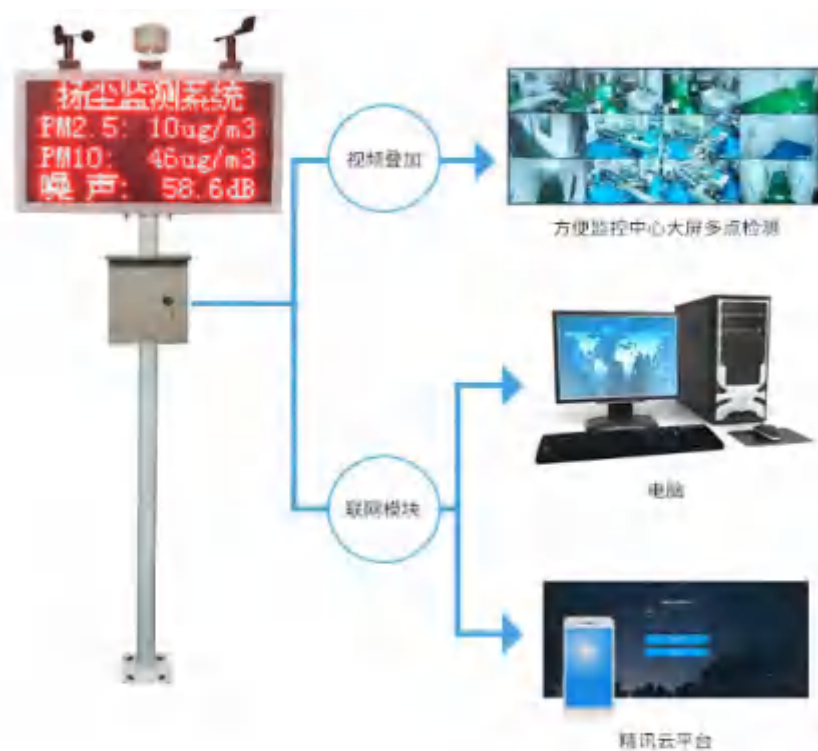 扬尘监测系统
PM2.5: 10ug/m3
PM10: 46ug/m3
噪 声: 58.6dB
视频叠加
方便监控中心大屏多点检测
电脑
联网模块
精讯云平台